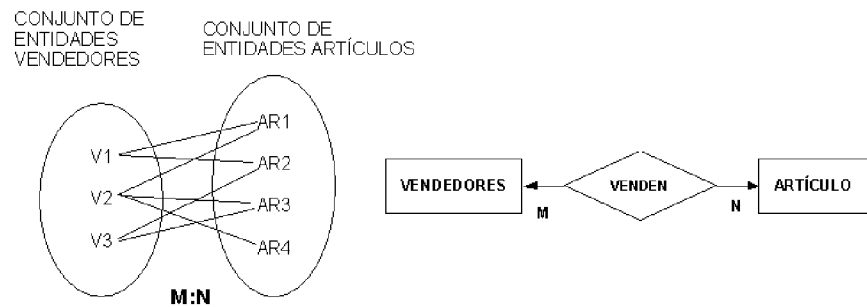 CONJUNTO DE
ENTIDADES
VENDEDORES
CONJUNTO DE
ENTIDADES ARTÍCULOS
V1
V2
V3
AR1
AR2
AR3
AR4
M:N
VENDEDORES
M
VENDEN
N
ARTÍCULO